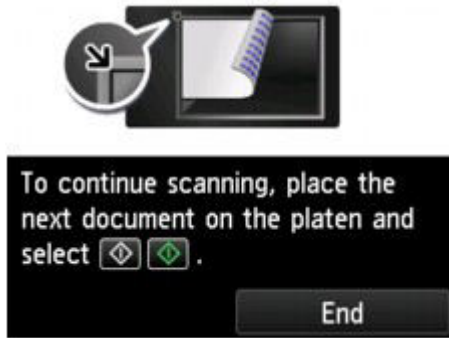 To continue scanning, place the
next document on the platen and
select .
End